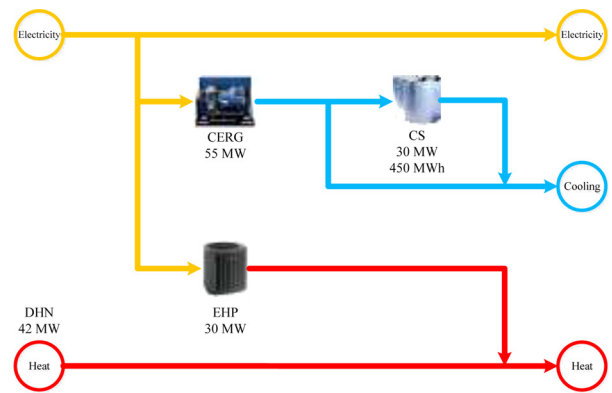 Electricity
Electricity
CERG
55 MW
CS
30 MW
450 MWh
Cooling
EHP
30 MW
DHN
42 MW
Heat
Heat